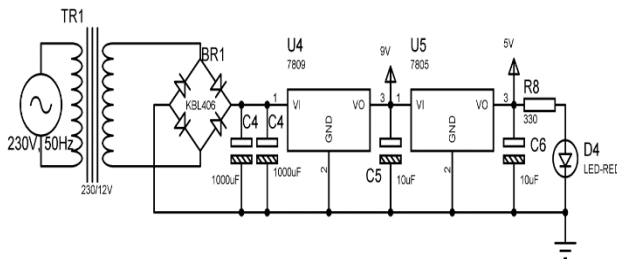 TR1
230V, 50Hz
230/12V
BR1
KBL406
C4
1000uF
C4
1000uF
U4
7809
1
VI
VO
3
GND
2
9V
C5
10uF
U5
7805
1
VI
VO
3
GND
2
5V
C6
10uF
R8
330
D4
LED-RED